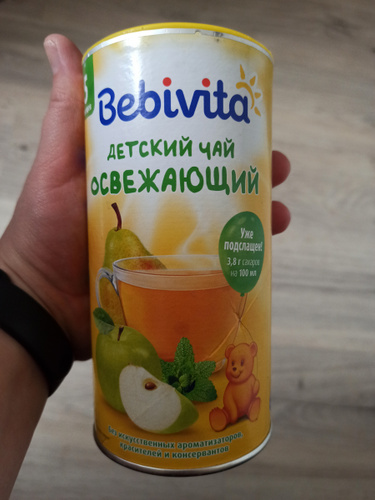 Bebivita
ДЕТСКИЙ ЧАЙ
ОСВЕЖАЮЩИЙ
Уже
подслащен!
3,8 г сахаров
на 100 мл
Без искусственных ароматизаторов,
красителей и консервантов